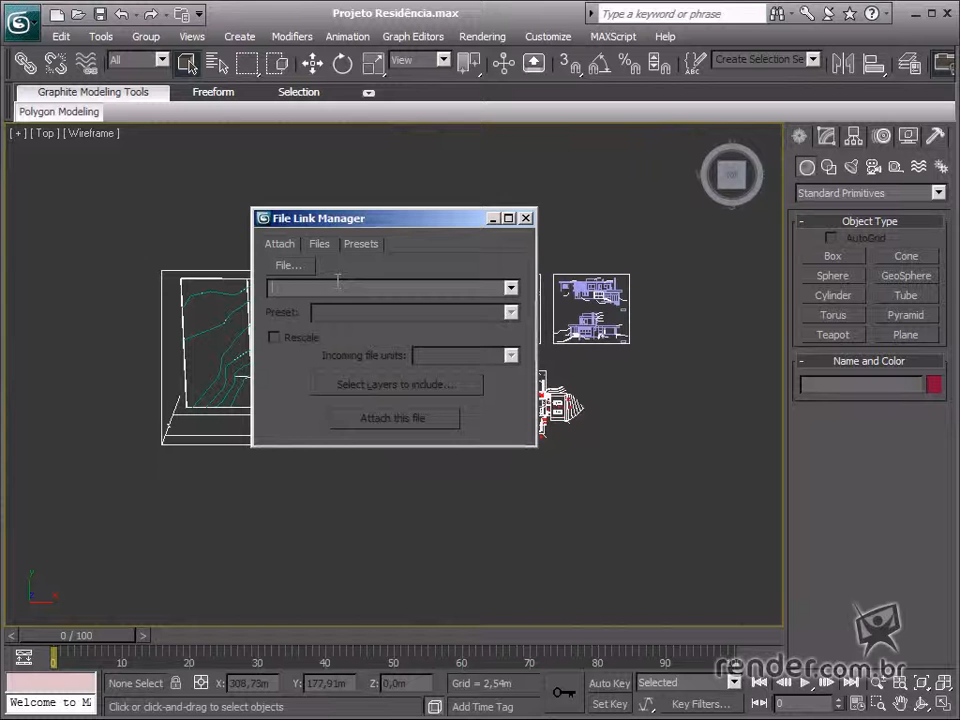 Projeto Residência.max
Type a keyword or phrase
Edit Tools Group Views Create Modifiers Animation Graph Editors Rendering Customize MAXScript Help
All View Create Selection Se
Graphite Modeling Tools Freeform Selection
Polygon Modeling
[ + ] [ Top ] [ Wireframe ]
Standard Primitives
File Link Manager
Attach Files Presets
File...
Preset:
Rescale
Incoming file units:
Select Layers to include...
Attach this file
- Object Type
AutoGrid
Box Cone
Sphere GeoSphere
Cylinder Tube
Torus Pyramid
Teapot Plane
- Name and Color
< 0 / 100 >
0 10 20 30 40 50 60 70 80 90
render.com.br
None Select X: 308,73m Y: 177,91m Z: 0,0m Grid = 2,54m Auto Key Selected
Welcome to M Click or drag to select objects Add Time Tag Set Key Key Filters... 0